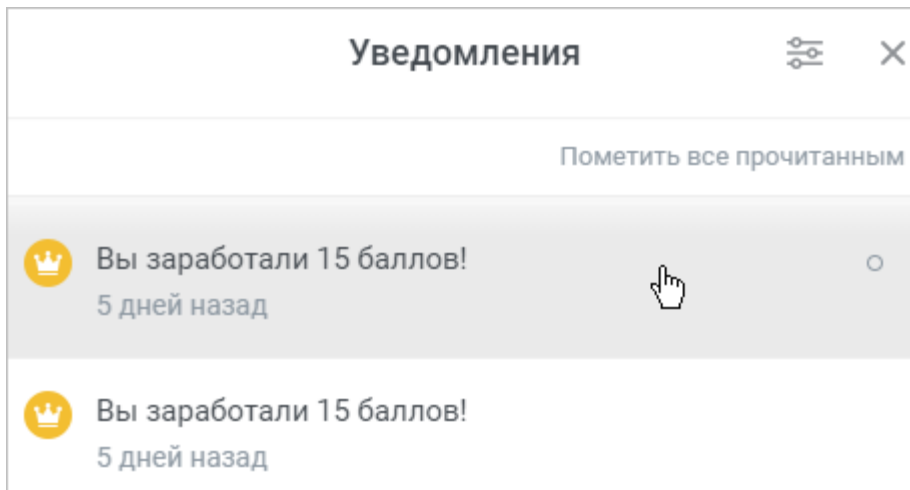 Уведомления
Пометить все прочитанным
Вы заработали 15 баллов!
5 дней назад
Вы заработали 15 баллов!
5 дней назад